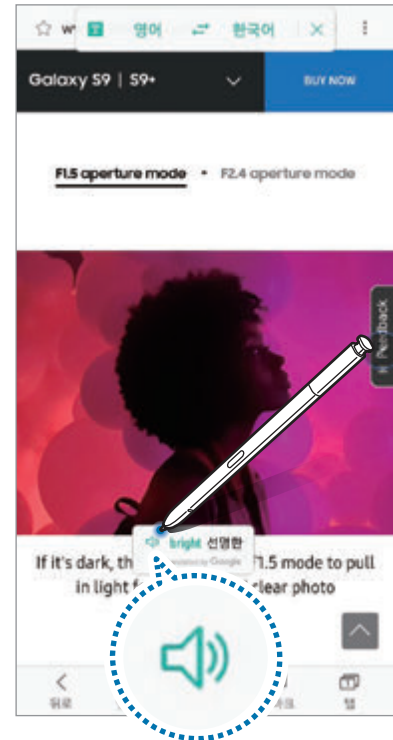 영어 한국어
Galaxy S9 | S9+ BUY NOW
F1.5 aperture mode • F2.4 aperture mode
Feedback
bright 선명한
Google
If it's dark, th 1.5 mode to pull
in light clear photo
뒤로 탭